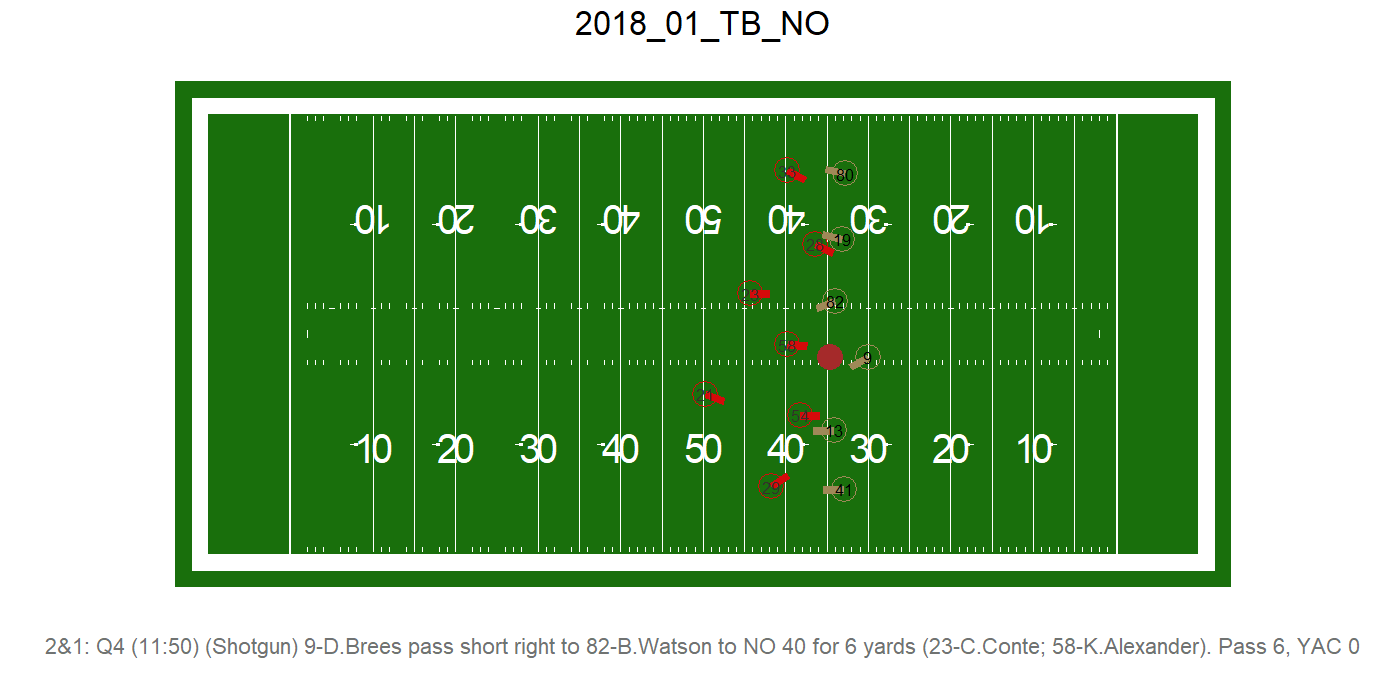 2018_01_TB_NO
33 80
10 20 30 40 50 40 30 20 10
28 19
23 82
58 9
21
54 13
10 20 30 40 50 40 30 20 10
29 41
2&1: Q4 (11:50) (Shotgun) 9-D.Brees pass short right to 82-B.Watson to NO 40 for 6 yards (23-C.Conte; 58-K.Alexander). Pass 6, YAC 0